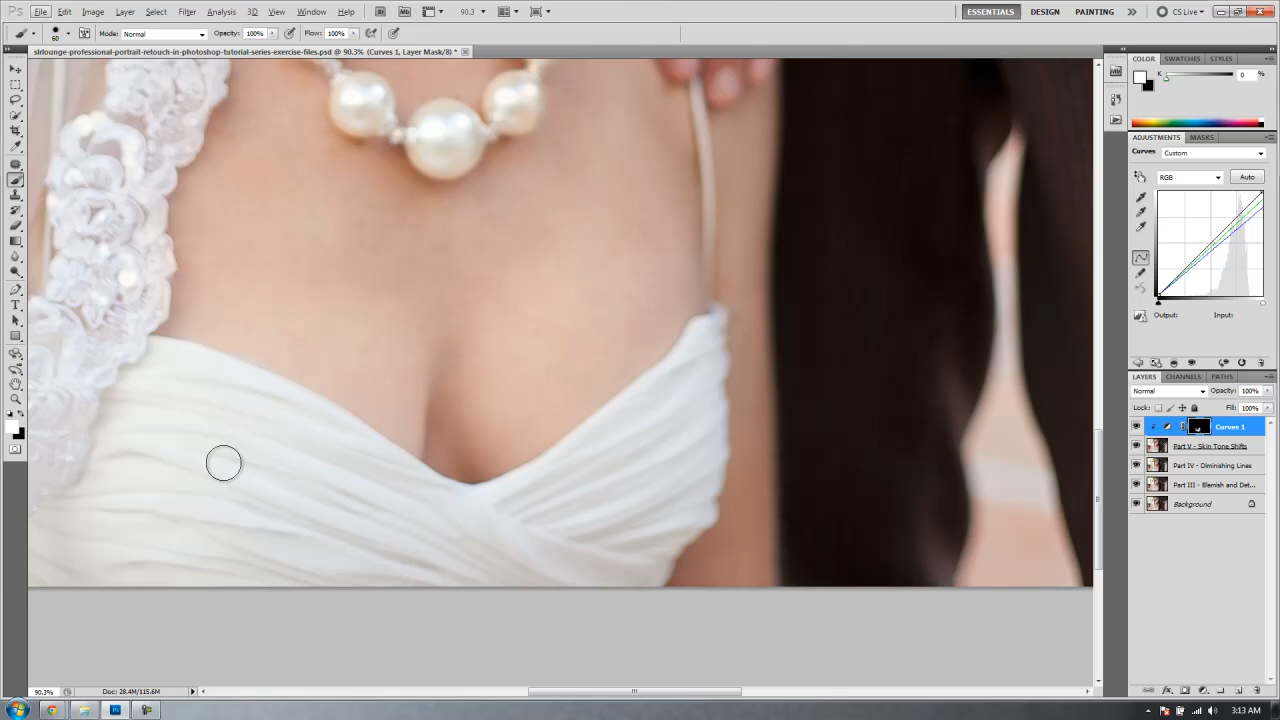 Ps File Edit Image Layer Select Filter Analysis 3D View Window Help Br Mb 90.3 ESSENTIALS DESIGN PAINTING CS Live
60 Mode: Normal Opacity: 100% Flow: 100%
slrlounge-professional-portrait-retouch-in-photoshop-tutorial-series-exercise-files.psd @ 90.3% (Curves 1, Layer Mask/8) *
COLOR SWATCHES STYLES
K 0 %
ADJUSTMENTS MASKS
Curves Custom
RGB Auto
Output: Input:
LAYERS CHANNELS PATHS
Normal Opacity: 100%
Lock: Fill: 100%
Curves 1
Part V - Skin Tone Shifts
Part IV - Diminishing Lines
Part III - Blemish and Det...
Background
90.3% Doc: 28.4M/115.6M
3:13 AM